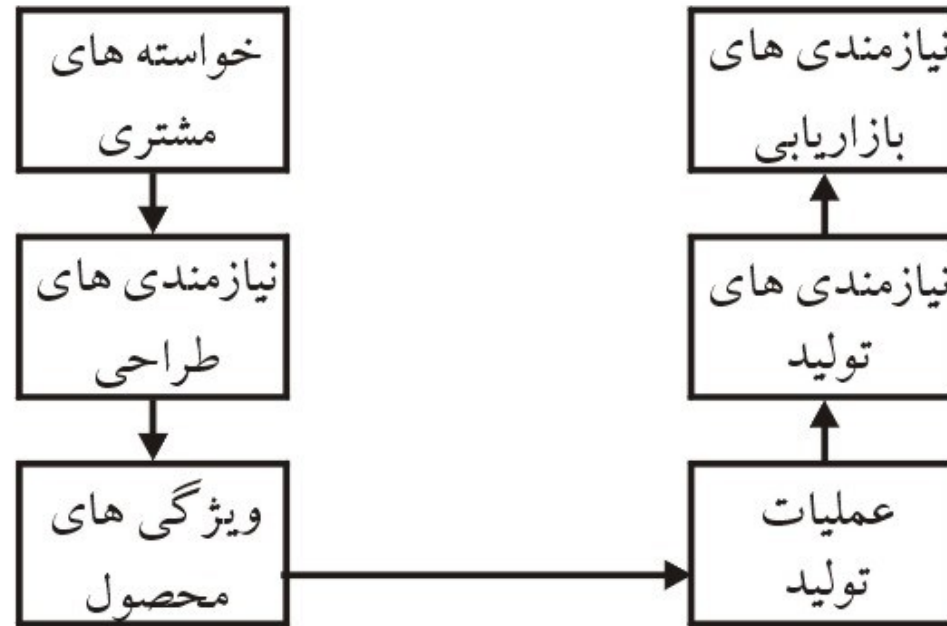 خواسته های
مشتری
نیازمندی های
طراحی
ویژگی های
محصول
عملیات
تولید
نیازمندی های
تولید
نیازمندی های
بازاریابی